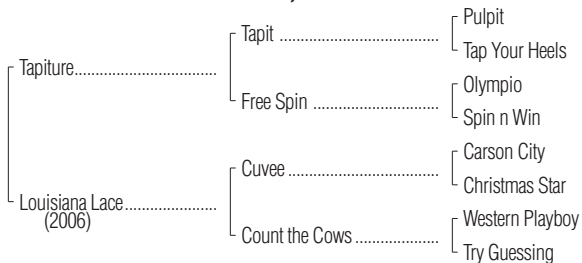 Pulpit
Tapit ........................................
Tap Your Heels
Tapiture....................................
Olympio
Free Spin ................................
Spin n Win
Carson City
Cuvee ......................................
Christmas Star
Louisiana Lace.......................
(2006)
Western Playboy
Count the Cows .....................
Try Guessing